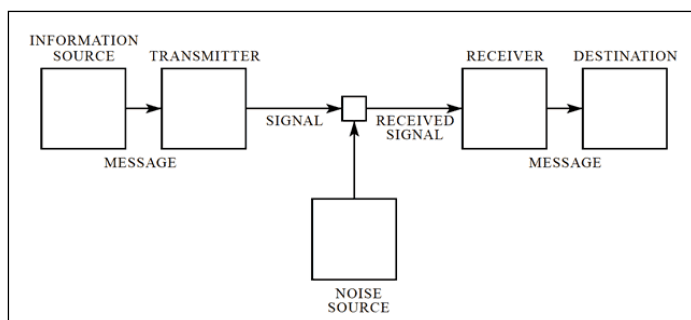 INFORMATION
SOURCE
TRANSMITTER
RECEIVER
DESTINATION
SIGNAL
RECEIVED
SIGNAL
MESSAGE
MESSAGE
NOISE
SOURCE